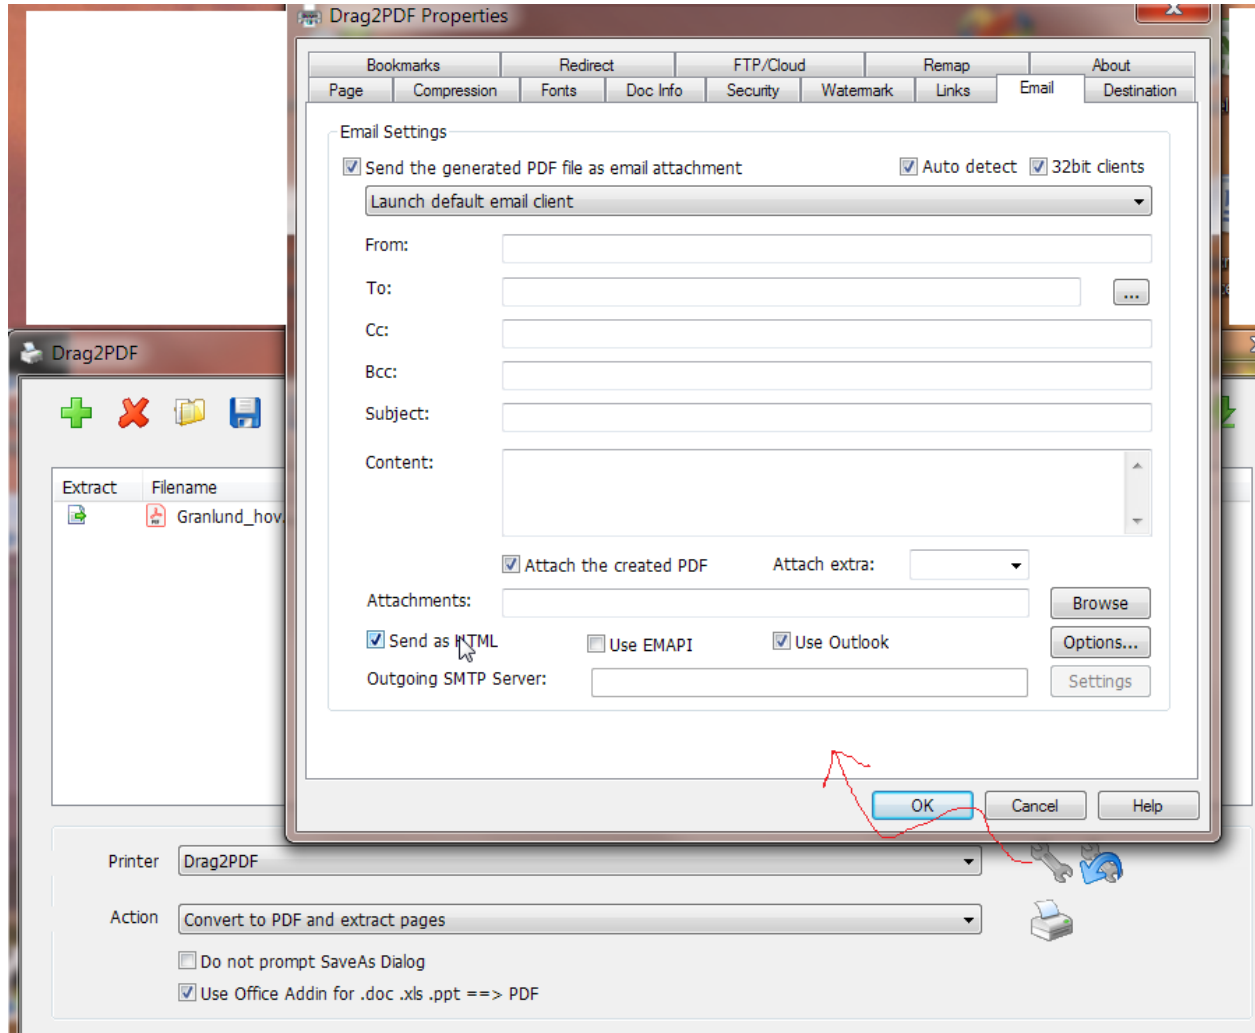 Drag2PDF Properties
Bookmarks Redirect FTP/Cloud Remap About
Page Compression Fonts Doc Info Security Watermark Links Email Destination
Email Settings
Send the generated PDF file as email attachment Auto detect 32bit clients
Launch default email client
From:
To: ...
Cc:
Bcc:
Subject:
Content:
Attach the created PDF Attach extra:
Attachments: Browse
Send as HTML Use EMAPI Use Outlook Options...
Outgoing SMTP Server: Settings
OK Cancel Help
Drag2PDF
Extract Filename
Granlund_hov.
Printer Drag2PDF
Action Convert to PDF and extract pages
Do not prompt SaveAs Dialog
Use Office Addin for .doc .xls .ppt ==> PDF